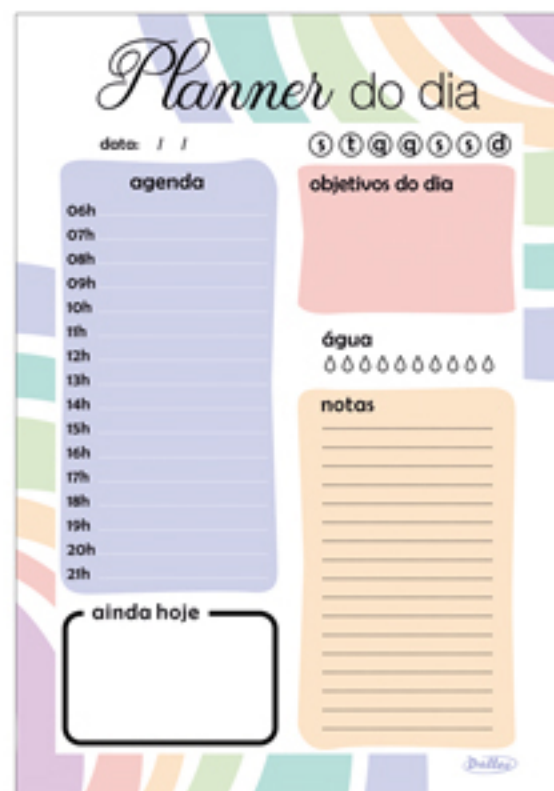 Planner do dia
data: / /
s t q q s s d
agenda
06h
07h
08h
09h
10h
11h
12h
13h
14h
15h
16h
17h
18h
19h
20h
21h
ainda hoje
objetivos do dia
água
notas